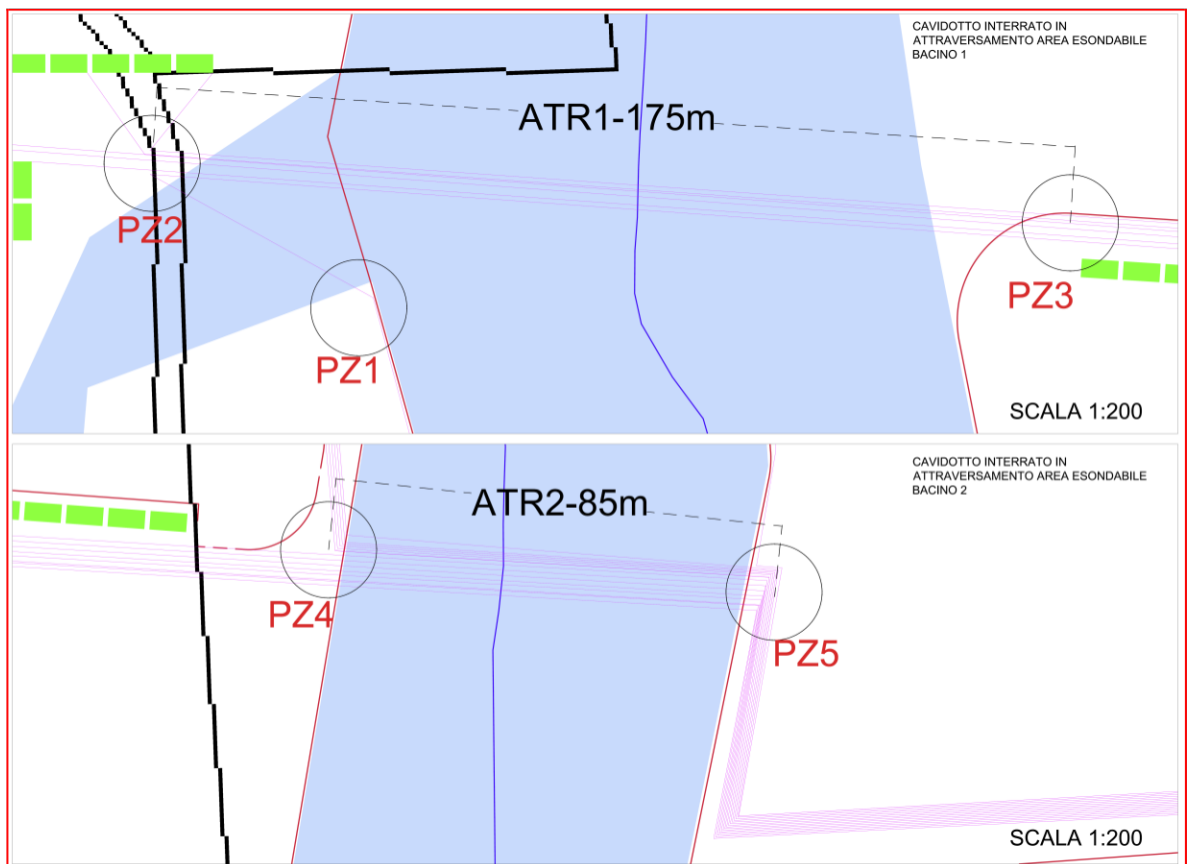 CAVIDOTTO INTERRATO IN
ATTRAVERSAMENTO AREA ESONDABILE
BACINO 1
ATR1-175m
PZ2
PZ3
PZ1
SCALA 1:200
CAVIDOTTO INTERRATO IN
ATTRAVERSAMENTO AREA ESONDABILE
BACINO 2
ATR2-85m
PZ4
PZ5
SCALA 1:200